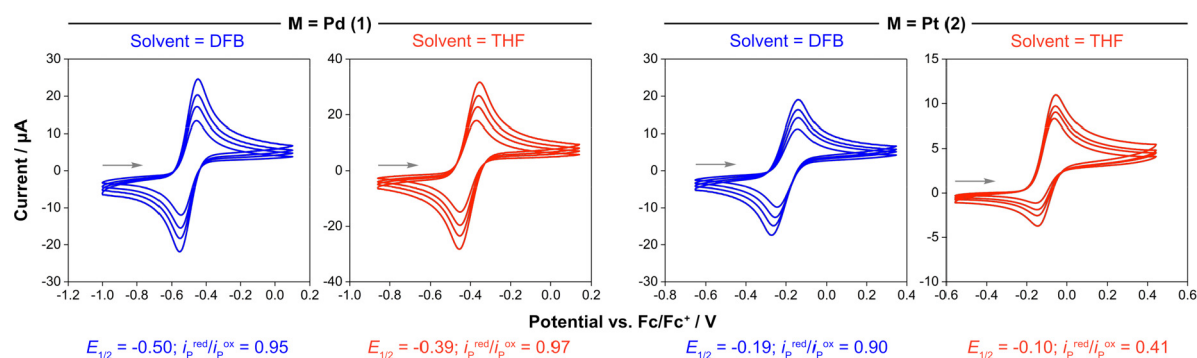 M = Pd (1)
M = Pt (2)
Solvent = DFB
Solvent = THF
Solvent = DFB
Solvent = THF
Current / µA
30
20
10
0
-10
-20
-30
-1.2 -1.0 -0.8 -0.6 -0.4 -0.2 0.0 0.2
40
20
0
-20
-40
-1.0 -0.8 -0.6 -0.4 -0.2 0.0 0.2
30
20
10
0
-10
-20
-30
-0.8 -0.6 -0.4 -0.2 0.0 0.2 0.4
15
10
5
0
-5
-10
-0.6 -0.4 -0.2 0.0 0.2 0.4 0.6
Potential vs. Fc/Fc⁺ / V
E1/2 = -0.50; iPred/iPox = 0.95
E1/2 = -0.39; iPred/iPox = 0.97
E1/2 = -0.19; iPred/iPox = 0.90
E1/2 = -0.10; iPred/iPox = 0.41